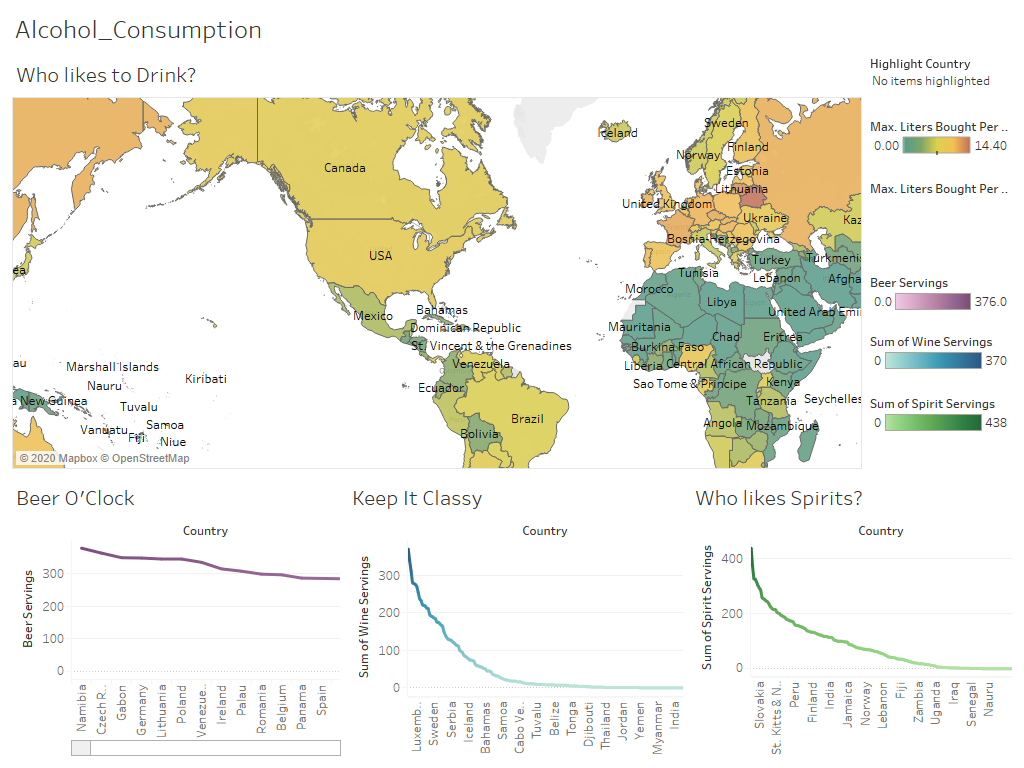 Alcohol_Consumption
Who likes to Drink?
Highlight Country
No items highlighted
Max. Liters Bought Per ..
0.00 14.40
Max. Liters Bought Per ..
Beer Servings
0.0 376.0
Sum of Wine Servings
0 370
Sum of Spirit Servings
0 438
Iceland
Sweden
Finland
Norway
Estonia
Lithuania
United Kingdom
Ukraine
Kaz
Bosnia-Herzegovina
Turkey
Turkmeni
Tunisia
Lebanon
Afgha
Morocco
Libya
United Arab Emi
Mauritania
Chad
Eritrea
Burkina Faso
Liberia
Central African Republic
Sao Tome & Principe
Kenya
Tanzania
Seychelles
Angola
Mozambique
Canada
USA
Mexico
Bahamas
Dominican Republic
St. Vincent & the Grenadines
Venezuela
Ecuador
Brazil
Bolivia
ea
au
Marshall Islands
Nauru
Kiribati
a New Guinea
Tuvalu
Vanuatu
Samoa
Fiji
Niue
© 2020 Mapbox © OpenStreetMap
Beer O'Clock
Country
Beer Servings
300
200
100
0
Namibia
Czech R..
Gabon
Germany
Lithuania
Poland
Venezue..
Ireland
Palau
Romania
Belgium
Panama
Spain
Keep It Classy
Country
Sum of Wine Servings
300
200
100
0
Luxemb..
Sweden
Serbia
Iceland
Bahamas
Samoa
Cabo Ve..
Tuvalu
Belize
Tonga
Djibouti
Thailand
Jordan
Yemen
Myanmar
India
Who likes Spirits?
Country
Sum of Spirit Servings
400
200
0
Slovakia
St. Kitts & N..
Peru
Finland
India
Jamaica
Norway
Lebanon
Fiji
Zambia
Uganda
Iraq
Senegal
Nauru